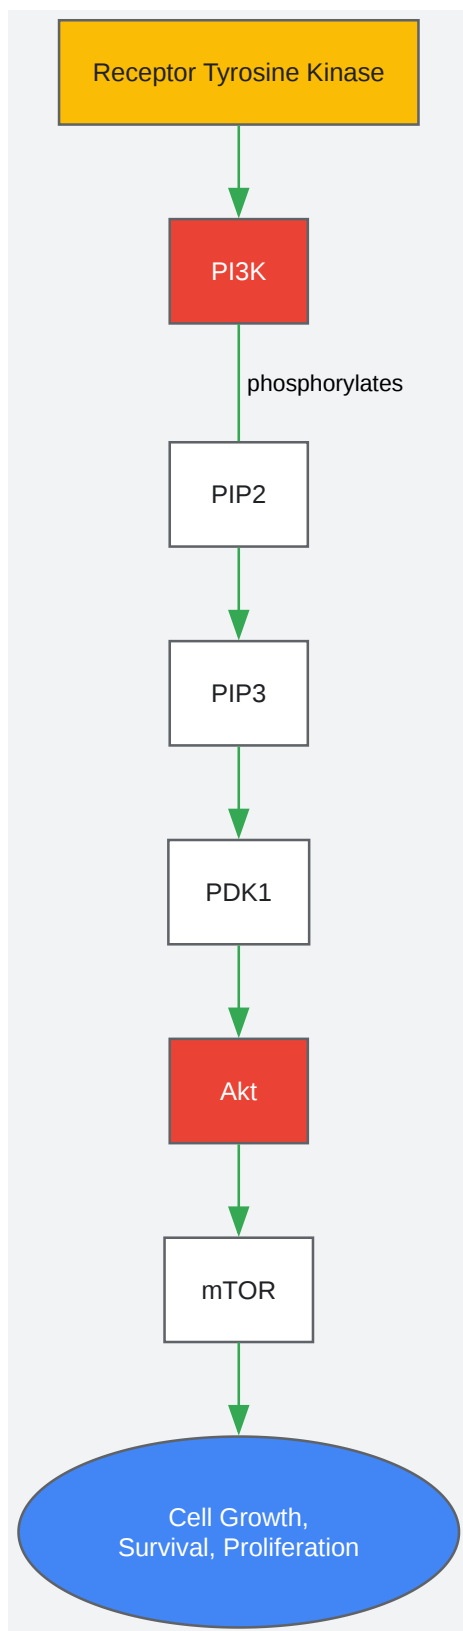 Receptor Tyrosine Kinase
PI3K
phosphorylates
PIP2
PIP3
PDK1
Akt
mTOR
Cell Growth,
Survival, Proliferation